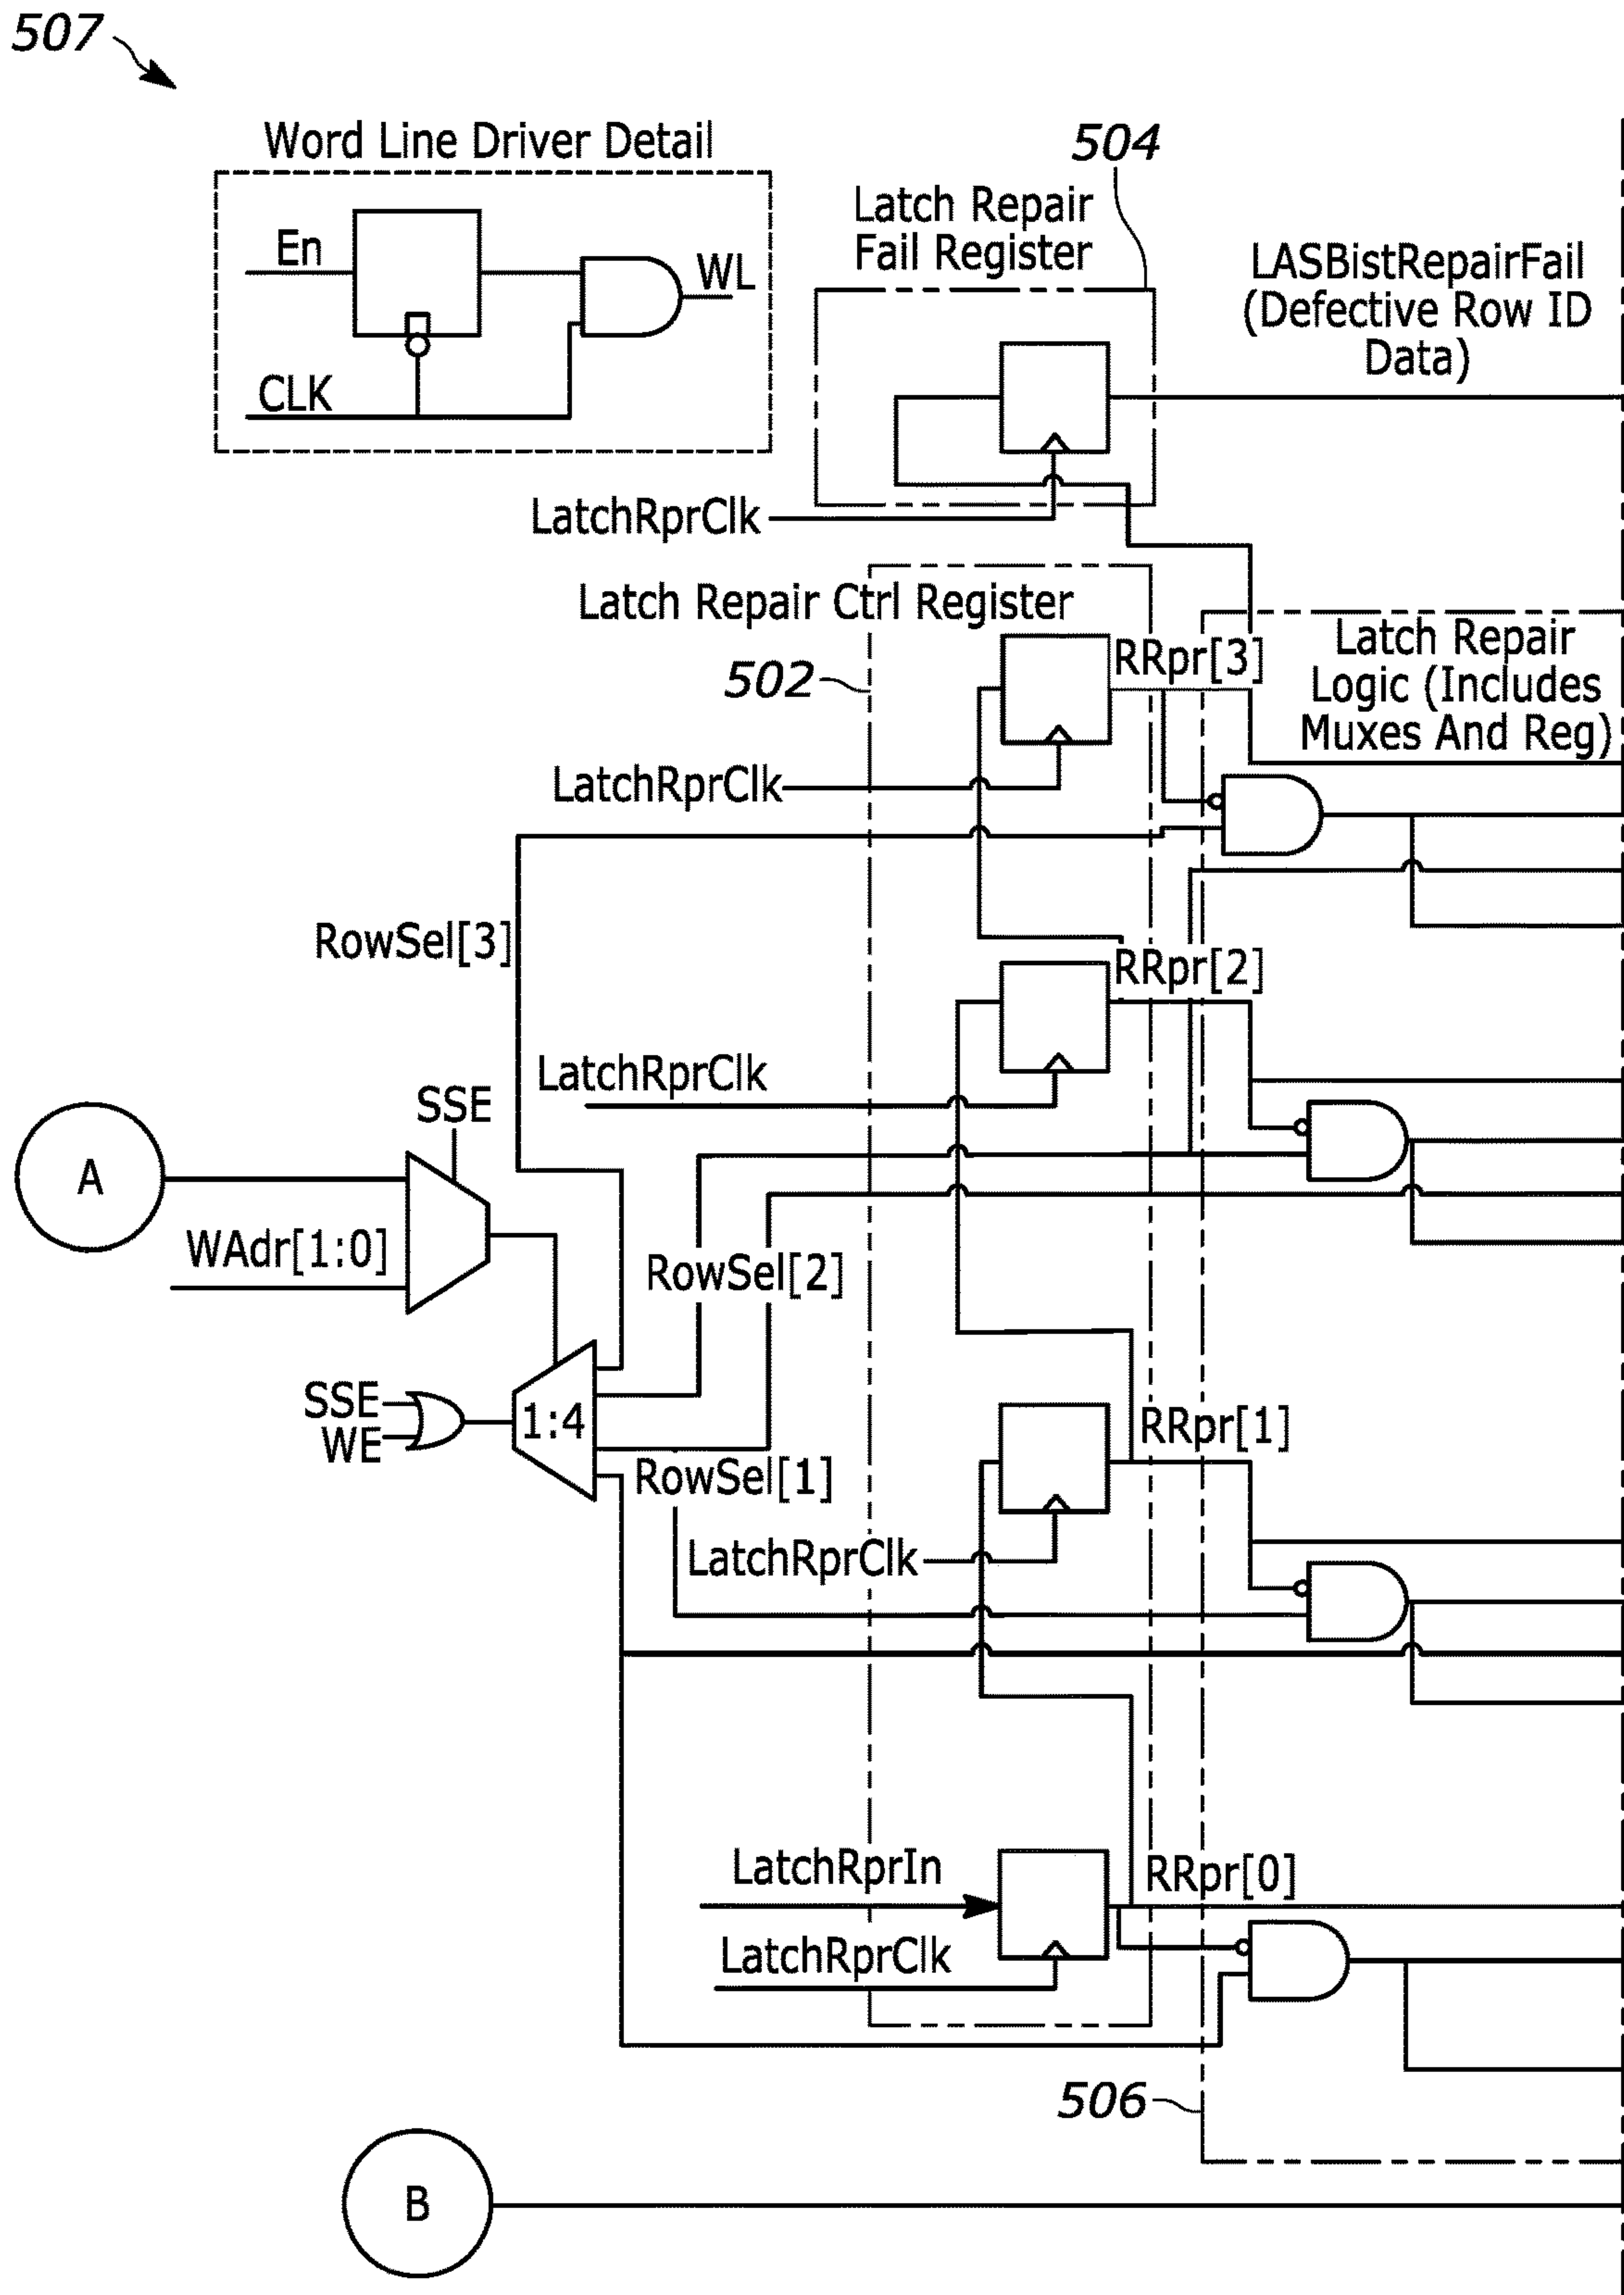 507
Word Line Driver Detail
En
WL
CLK
504
Latch Repair
Fail Register
LASBistRepairFail
(Defective Row ID
Data)
LatchRprClk
Latch Repair Ctrl Register
502
RRpr[3]
Latch Repair
Logic (Includes
Muxes And Reg)
LatchRprClk
RowSel[3]
RRpr[2]
LatchRprClk
SSE
A
WAdr[1:0]
RowSel[2]
SSE
WE
1:4
RRpr[1]
RowSel[1]
LatchRprClk
LatchRprIn
RRpr[0]
LatchRprClk
506
B